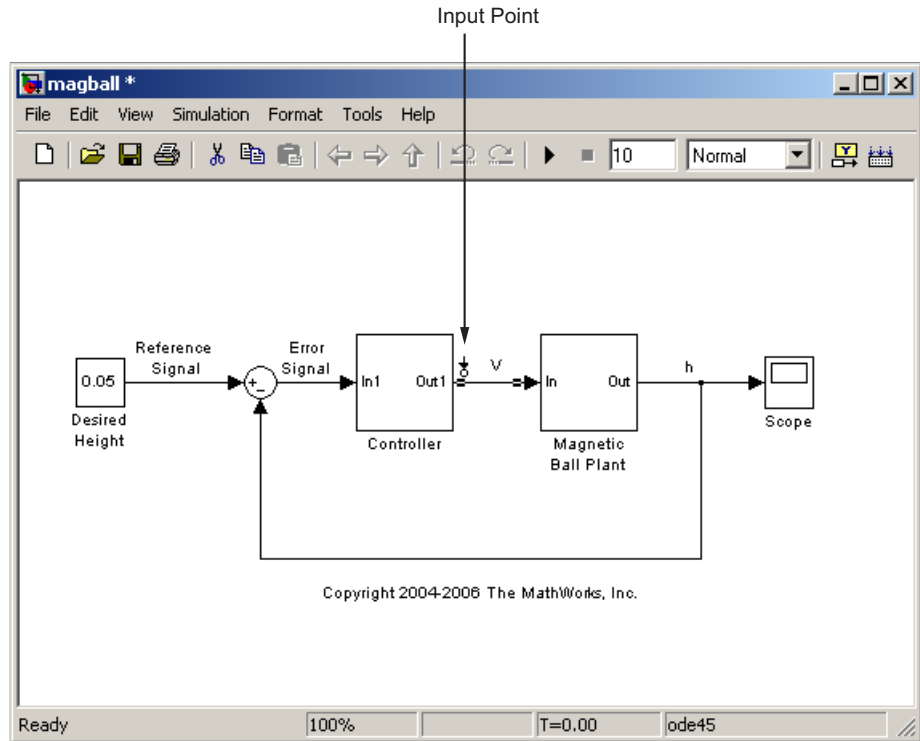 Input Point
magball *
File Edit View Simulation Format Tools Help
10 Normal
Reference
Signal
Error
Signal
0.05
Desired
Height
+
−
In1 Out1
Controller
V
In Out
Magnetic
Ball Plant
h
Scope
Copyright 2004-2006 The MathWorks, Inc.
Ready 100% T=0.00 ode45